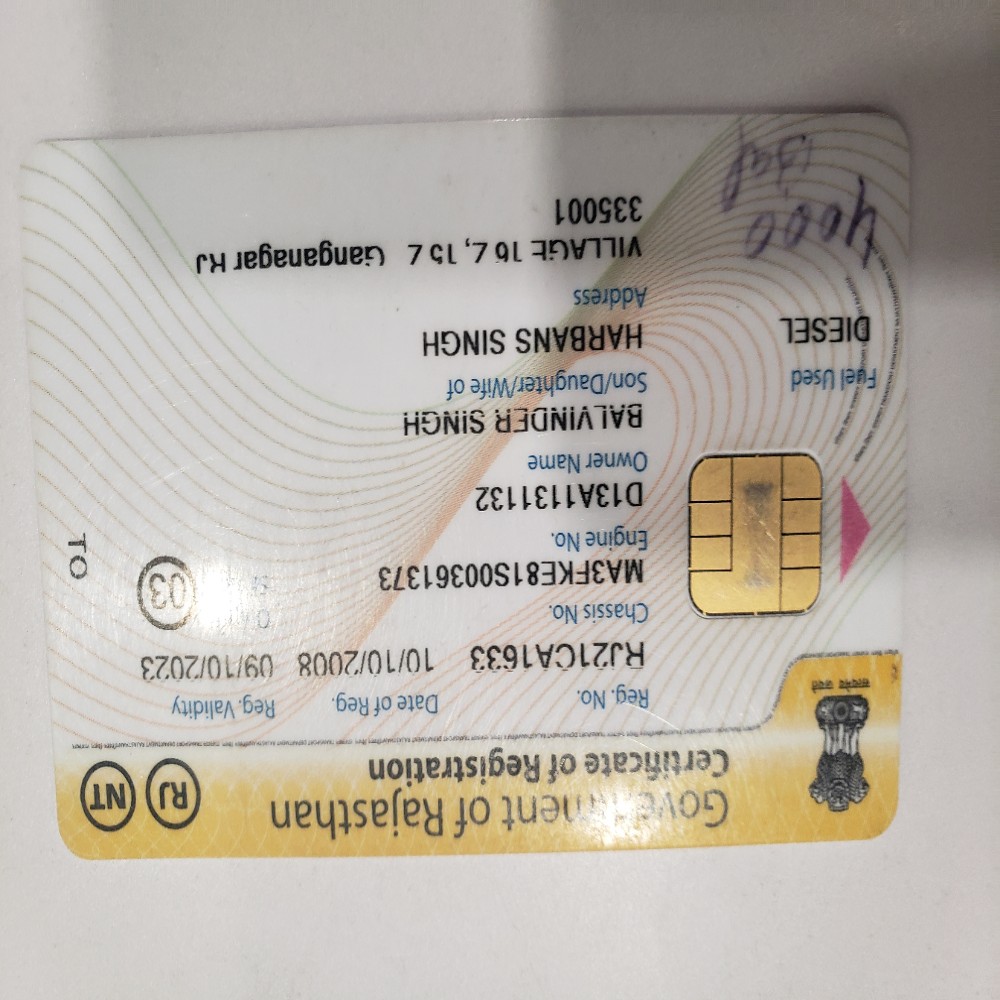 Government of Rajasthan
Certificate of Registration
RJ NT
Reg. No. Date of Reg. Reg. Validity
RJ21CA1633 10/10/2008 09/10/2023
Chassis No.
MA3FKE81S00361373
03
TO
Engine No.
D13A1131132
Owner Name
BALVINDER SINGH
Son/Daughter/Wife of
HARBANS SINGH
Fuel Used
DIESEL
Address
VILLAGE 16 Z, 15 Z Ganganagar RJ
335001
4000